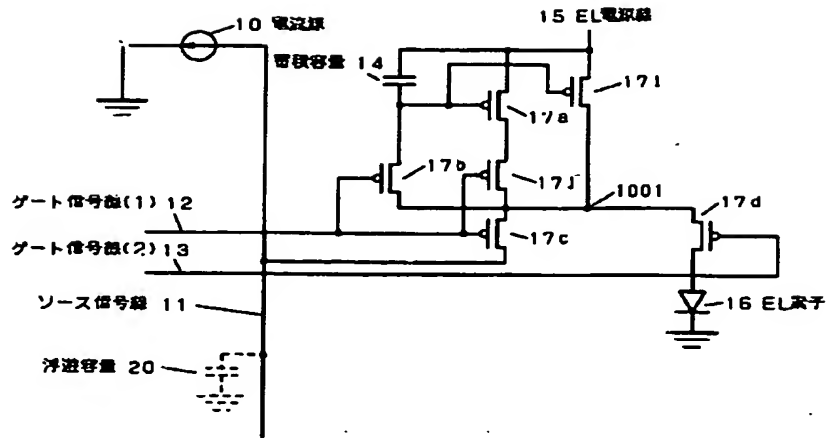 10 電流源
15 EL電源線
蓄積容量 14
17i
17a
17b
17j
1001
17d
ゲート信号線(1) 12
ゲート信号線(2) 13
17c
ソース信号線 11
16 EL素子
浮遊容量 20